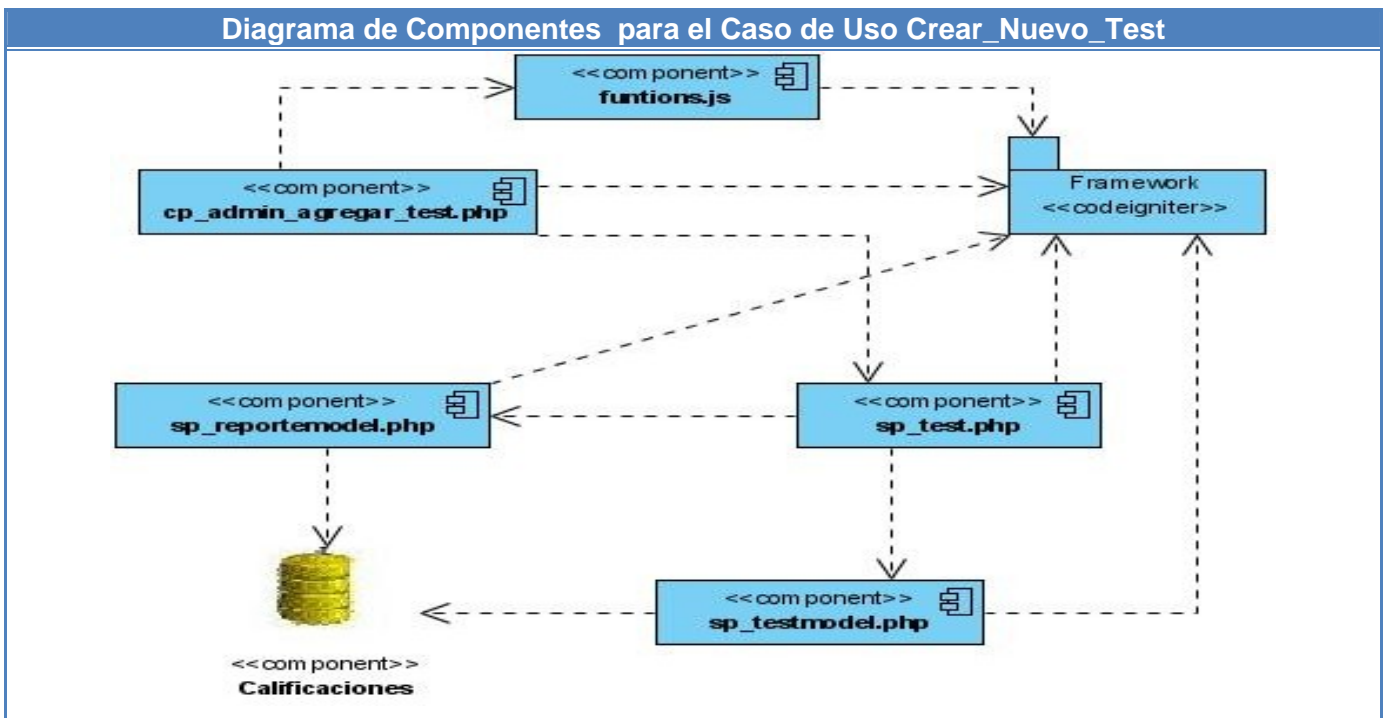 Diagrama de Componentes para el Caso de Uso Crear_Nuevo_Test
<<component>>
funtions.js
<<component>>
cp_admin_agregar_test.php
Framework
<<codeigniter>>
<<component>>
sp_reportemodel.php
<<component>>
sp_test.php
<<component>>
sp_testmodel.php
<<component>>
Calificaciones